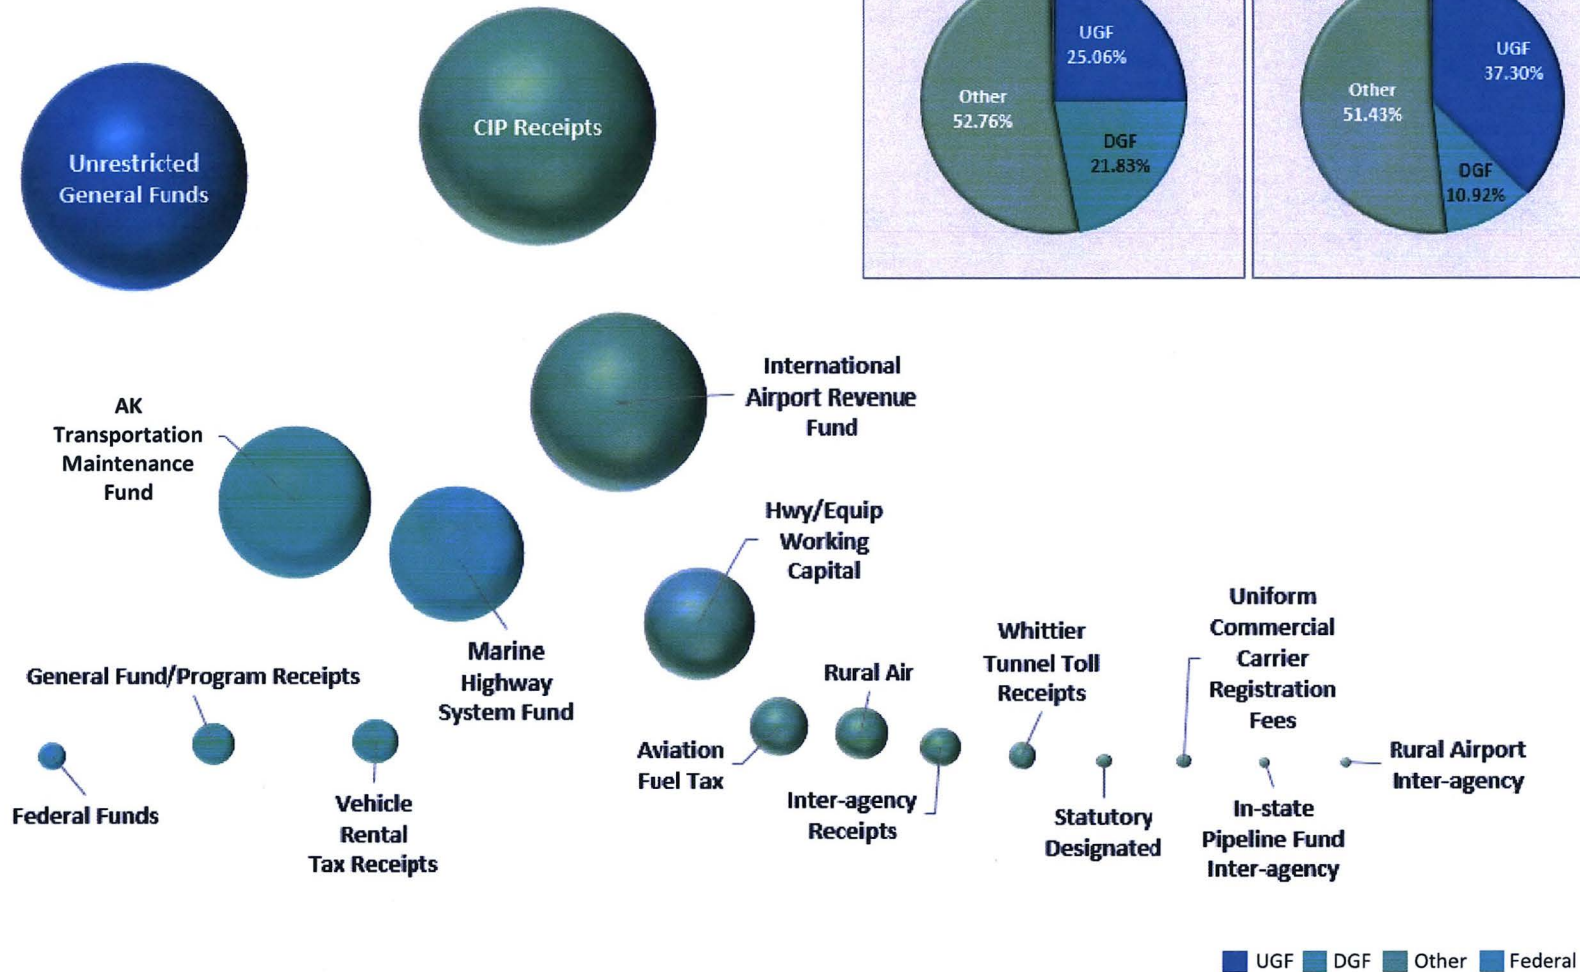 Unrestricted
General Funds
CIP Receipts
UGF
25.06%
Other
52.76%
DGF
21.83%
UGF
37.30%
Other
51.43%
DGF
10.92%
International
Airport Revenue
Fund
AK
Transportation
Maintenance
Fund
Hwy/Equip
Working
Capital
Marine
Highway
System Fund
General Fund/Program Receipts
Federal Funds
Vehicle
Rental
Tax Receipts
Aviation
Fuel Tax
Rural Air
Inter-agency
Receipts
Whittier
Tunnel Toll
Receipts
Statutory
Designated
Uniform
Commercial
Carrier
Registration
Fees
In-state
Pipeline Fund
Inter-agency
Rural Airport
Inter-agency
UGF DGF Other Federal